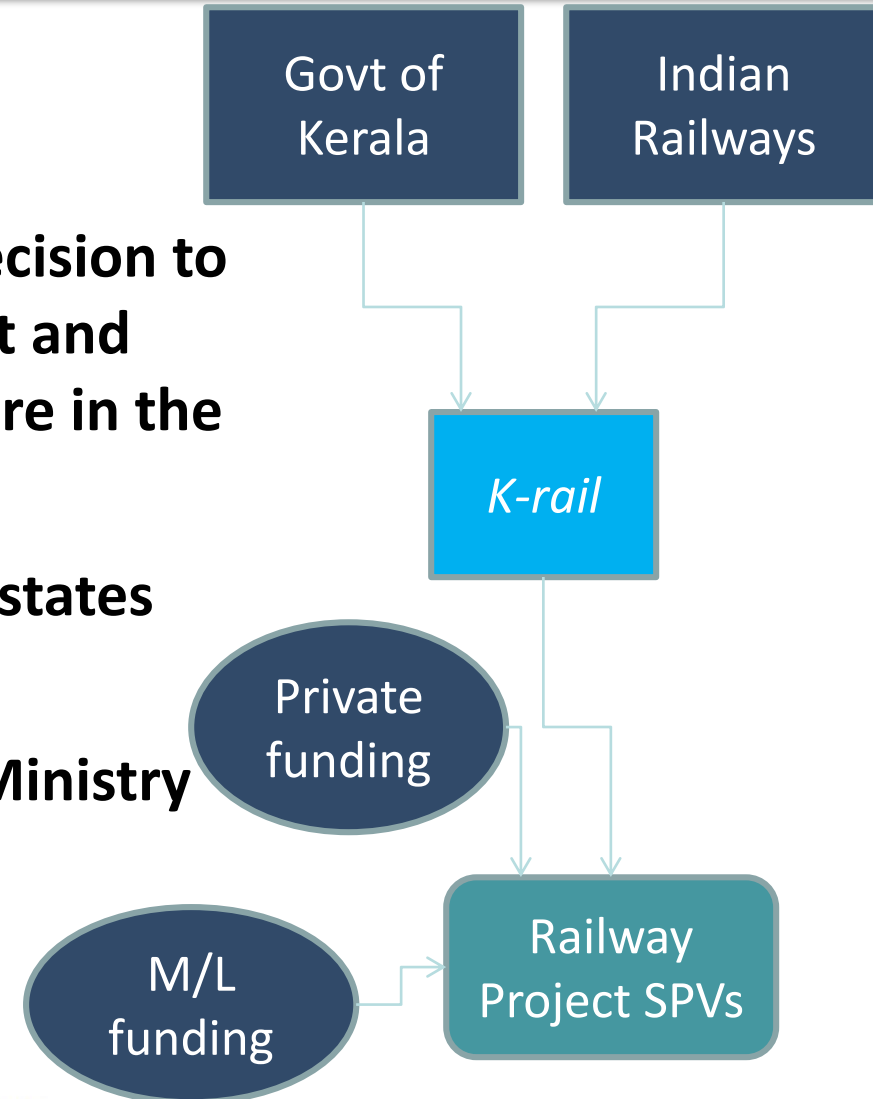 Govt of
Kerala
Indian
Railways
ecision to
t and
re in the
K-rail
states
Private
funding
Ministry
M/L
funding
Railway
Project SPVs